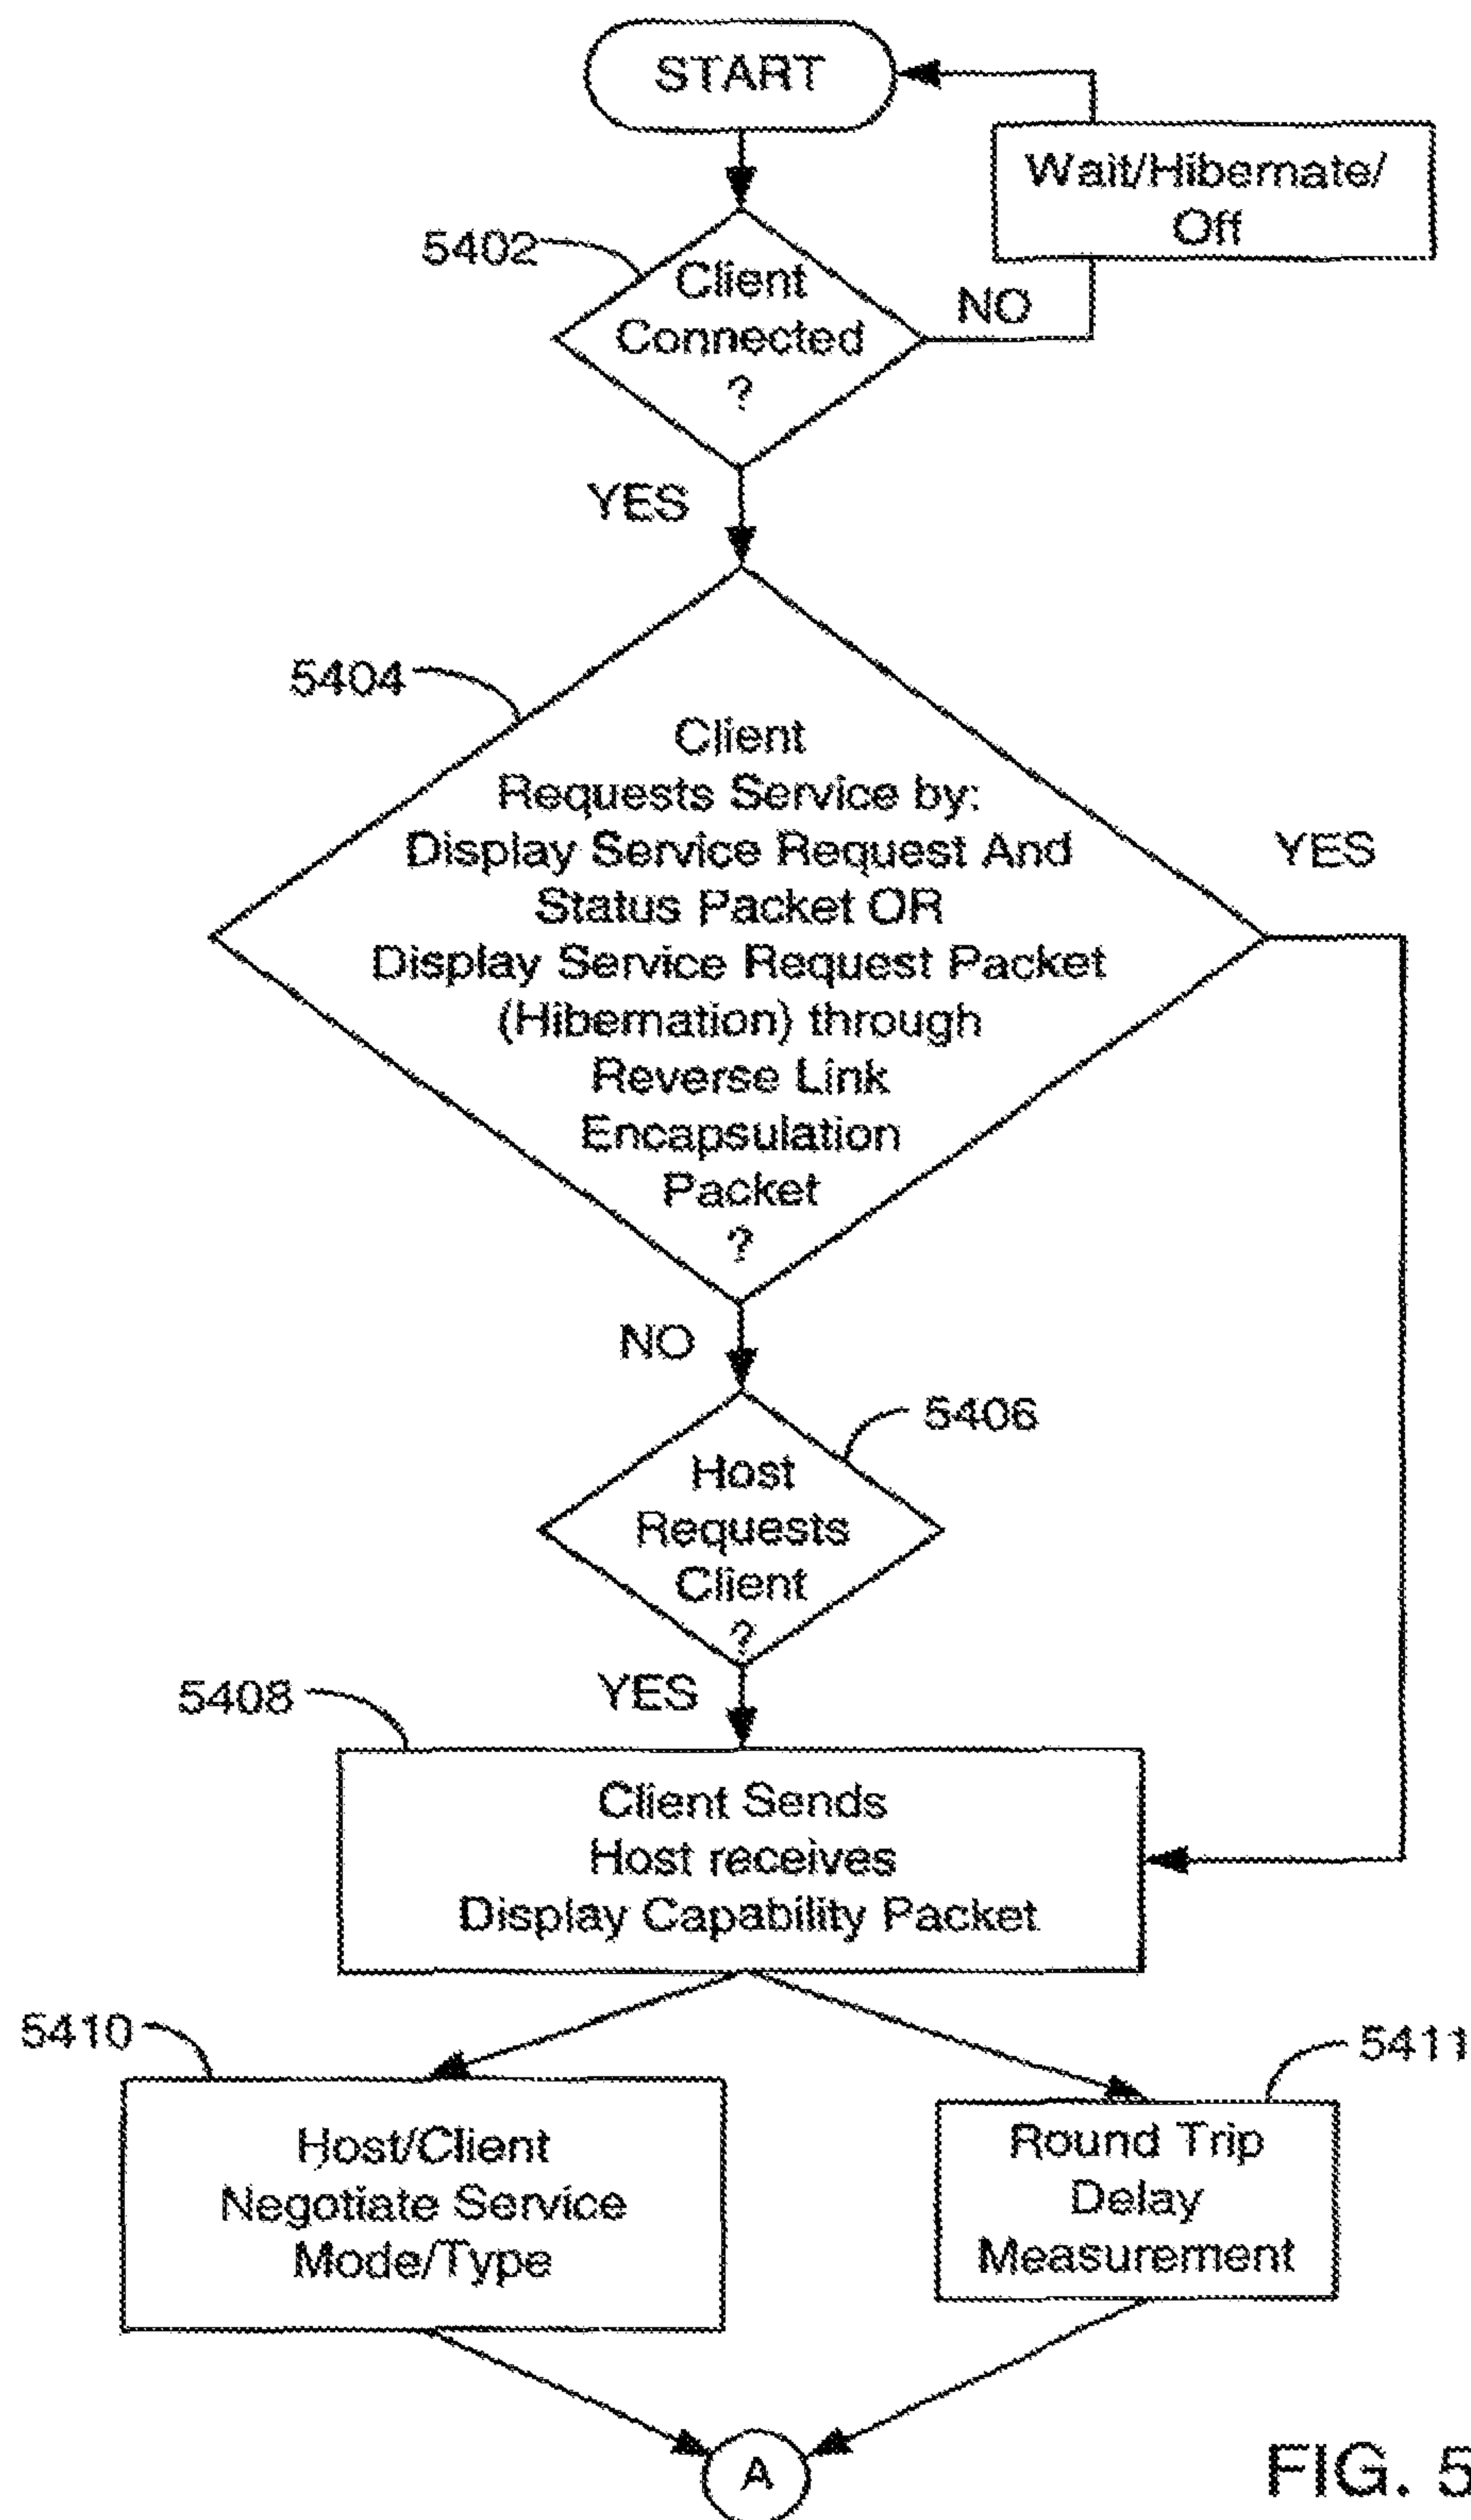 START
Wait/Hibernate/
Off
5402
Client
Connected
?
NO
YES
5404
Client
Requests Service by:
Display Service Request And
Status Packet OR
Display Service Request Packet
(Hibernation) through
Reverse Link
Encapsulation
Packet
?
YES
NO
5406
Host
Requests
Client
?
YES
5408
Client Sends
Host receives
Display Capability Packet
5410
Host/Client
Negotiate Service
Mode/Type
5411
Round Trip
Delay
Measurement
A
FIG. 5